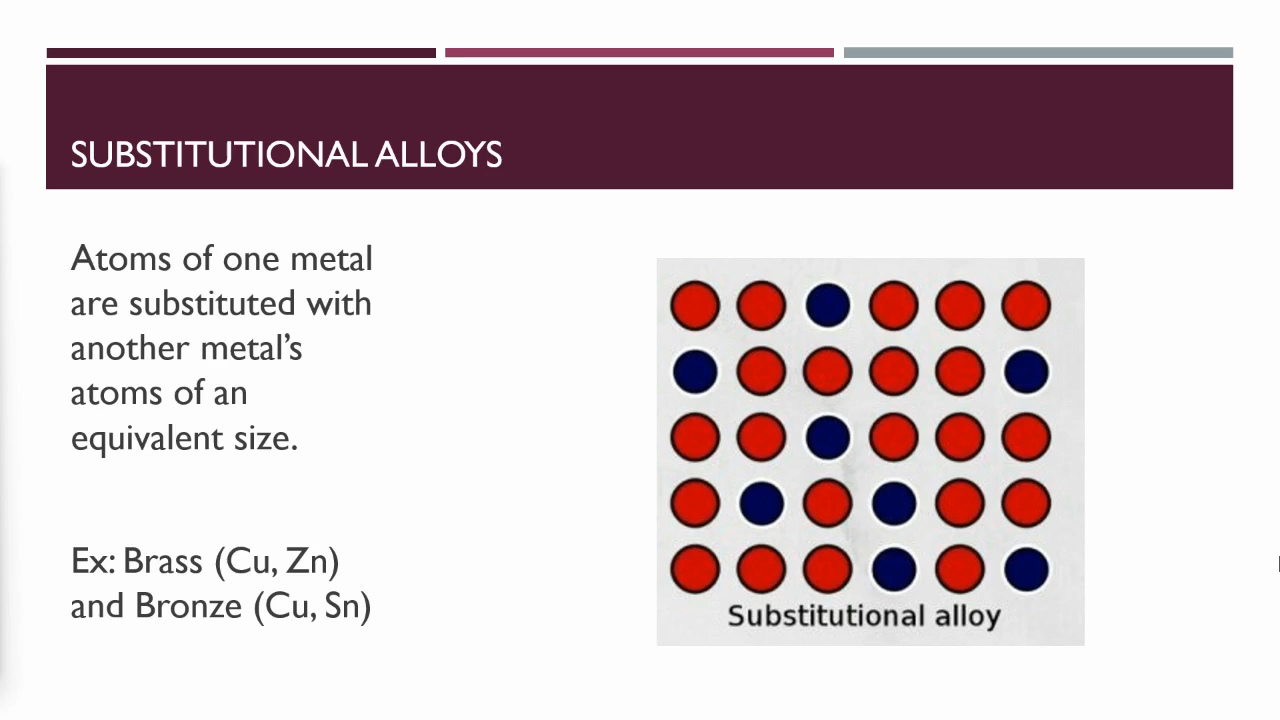 SUBSTITUTIONAL ALLOYS
Atoms of one metal
are substituted with
another metal's
atoms of an
equivalent size.
Ex: Brass (Cu, Zn)
and Bronze (Cu, Sn)
Substitutional alloy